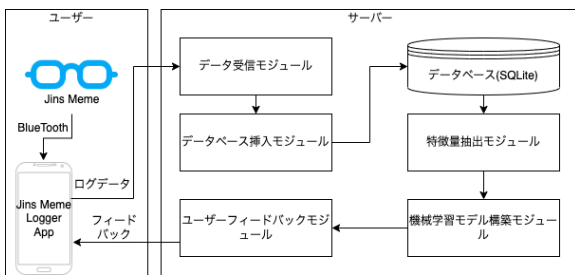 ユーザー
サーバー
Jins Meme
BlueTooth
Jins Meme
Logger
App
ログデータ
フィード
バック
データ受信モジュール
データベース挿入モジュール
データベース(SQLite)
特徴量抽出モジュール
機械学習モデル構築モジュー
ル
ユーザーフィードバックモジ
ュール